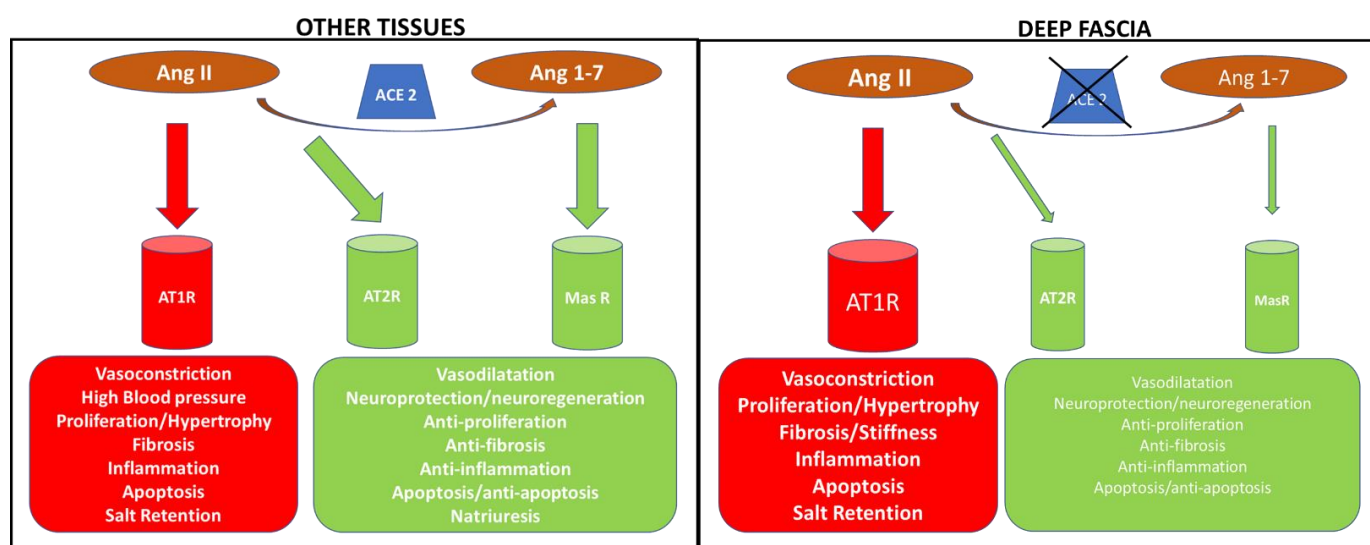 OTHER TISSUES
Ang II
ACE 2
Ang 1-7
AT1R
AT2R
Mas R
Vasoconstriction
High Blood pressure
Proliferation/Hypertrophy
Fibrosis
Inflammation
Apoptosis
Salt Retention
Vasodilatation
Neuroprotection/neuroregeneration
Anti-proliferation
Anti-fibrosis
Anti-inflammation
Apoptosis/anti-apoptosis
Natriuresis
DEEP FASCIA
Ang II
ACE 2
Ang 1-7
AT1R
AT2R
MasR
Vasoconstriction
Proliferation/Hypertrophy
Fibrosis/Stiffness
Inflammation
Apoptosis
Salt Retention
Vasodilatation
Neuroprotection/neuroregeneration
Anti-proliferation
Anti-fibrosis
Anti-inflammation
Apoptosis/anti-apoptosis